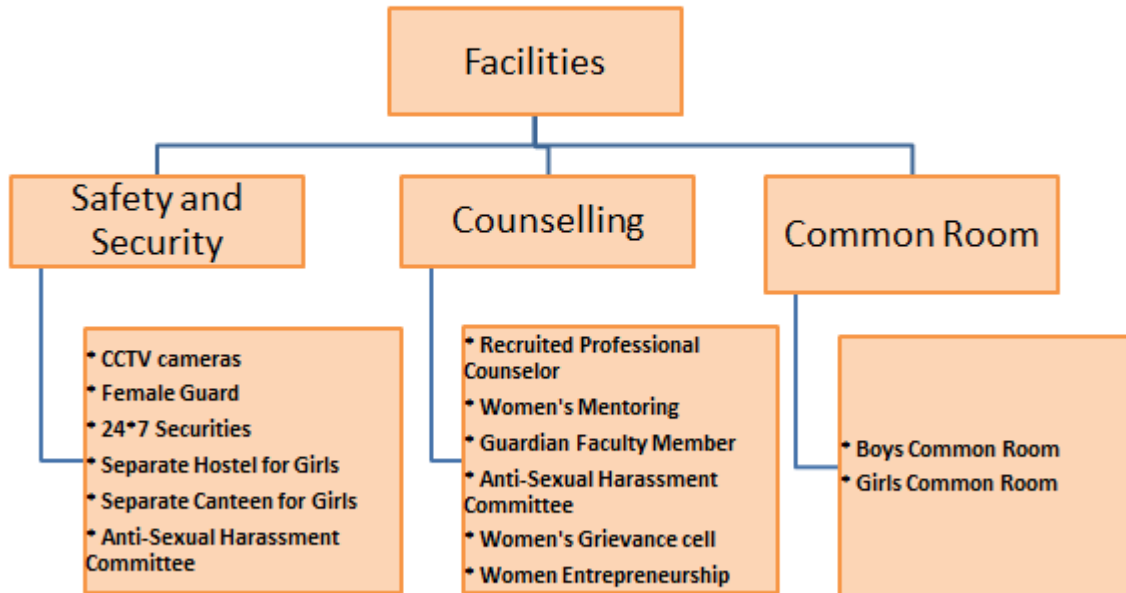 Facilities
Safety and
Security
Counselling
Common Room
* CCTV cameras
* Female Guard
* 24*7 Securities
* Separate Hostel for Girls
* Separate Canteen for Girls
* Anti-Sexual Harassment
Committee
* Recruited Professional
Counselor
* Women's Mentoring
* Guardian Faculty Member
* Anti-Sexual Harassment
Committee
* Women's Grievance cell
* Women Entrepreneurship
* Boys Common Room
* Girls Common Room